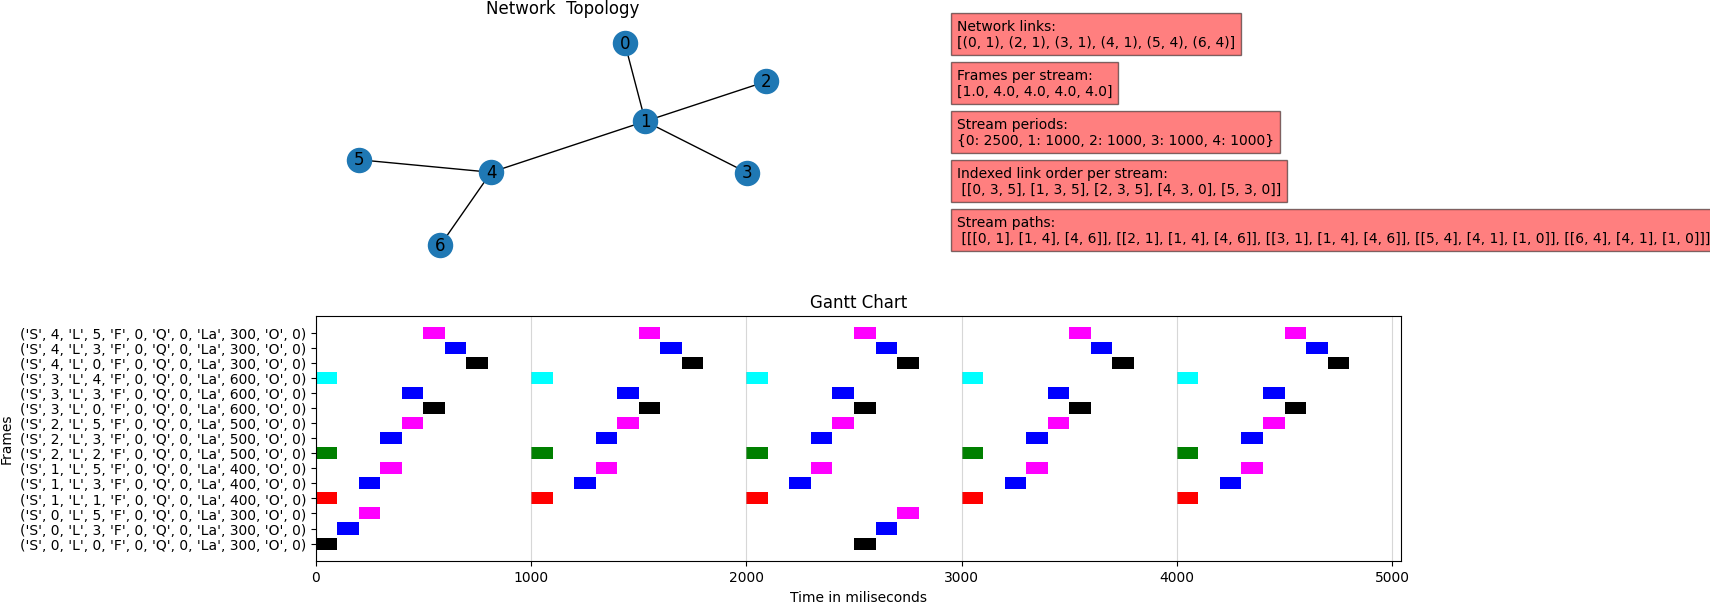 Network  Topology
0
2
1
5
4
3
6
Network links:
[(0, 1), (2, 1), (3, 1), (4, 1), (5, 4), (6, 4)]
Frames per stream:
[1.0, 4.0, 4.0, 4.0, 4.0]
Stream periods:
{0: 2500, 1: 1000, 2: 1000, 3: 1000, 4: 1000}
Indexed link order per stream:
[[0, 3, 5], [1, 3, 5], [2, 3, 5], [4, 3, 0], [5, 3, 0]]
Stream paths:
[[[0, 1], [1, 4], [4, 6]], [[2, 1], [1, 4], [4, 6]], [[3, 1], [1, 4], [4, 6]], [[5, 4], [4, 1], [1, 0]], [[6, 4], [4, 1], [1, 0]]]
Gantt Chart
('S', 4, 'L', 5, 'F', 0, 'Q', 0, 'La', 300, 'O', 0)
('S', 4, 'L', 3, 'F', 0, 'Q', 0, 'La', 300, 'O', 0)
('S', 4, 'L', 0, 'F', 0, 'Q', 0, 'La', 300, 'O', 0)
('S', 3, 'L', 4, 'F', 0, 'Q', 0, 'La', 600, 'O', 0)
('S', 3, 'L', 3, 'F', 0, 'Q', 0, 'La', 600, 'O', 0)
('S', 3, 'L', 0, 'F', 0, 'Q', 0, 'La', 600, 'O', 0)
('S', 2, 'L', 5, 'F', 0, 'Q', 0, 'La', 500, 'O', 0)
('S', 2, 'L', 3, 'F', 0, 'Q', 0, 'La', 500, 'O', 0)
('S', 2, 'L', 2, 'F', 0, 'Q', 0, 'La', 500, 'O', 0)
('S', 1, 'L', 5, 'F', 0, 'Q', 0, 'La', 400, 'O', 0)
('S', 1, 'L', 3, 'F', 0, 'Q', 0, 'La', 400, 'O', 0)
('S', 1, 'L', 1, 'F', 0, 'Q', 0, 'La', 400, 'O', 0)
('S', 0, 'L', 5, 'F', 0, 'Q', 0, 'La', 300, 'O', 0)
('S', 0, 'L', 3, 'F', 0, 'Q', 0, 'La', 300, 'O', 0)
('S', 0, 'L', 0, 'F', 0, 'Q', 0, 'La', 300, 'O', 0)
Frames
0 1000 2000 3000 4000 5000
Time in miliseconds